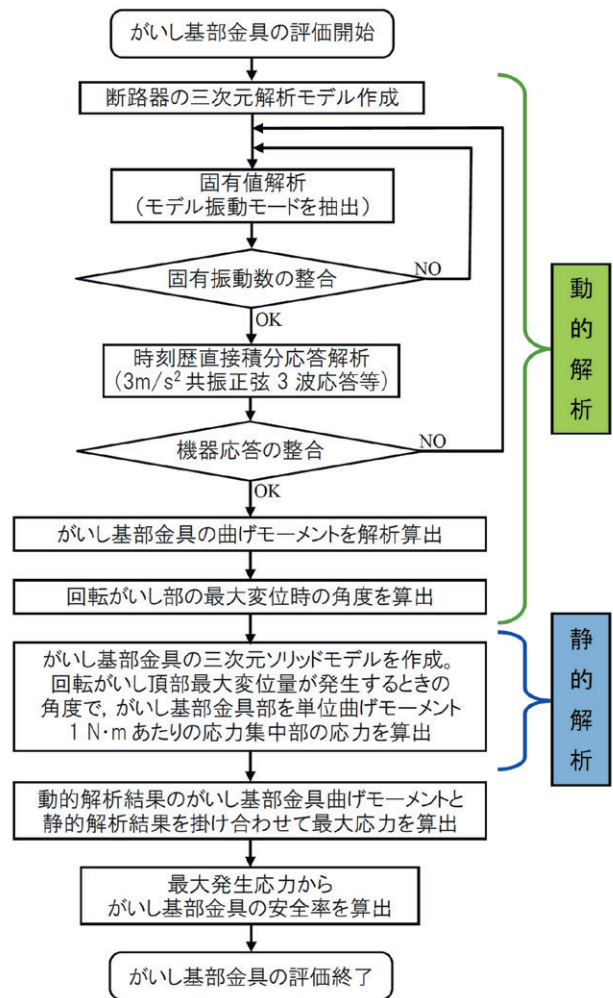 がいし基部金具の評価開始
断路器の三次元解析モデル作成
固有値解析
（モデル振動モードを抽出）
固有振動数の整合
NO
OK
時刻歴直接積分応答解析
（3m/s² 共振正弦 3 波応答等）
機器応答の整合
NO
OK
がいし基部金具の曲げモーメントを解析算出
回転がいし部の最大変位時の角度を算出
動的解析
がいし基部金具の三次元ソリッドモデルを作成。
回転がいし頂部最大変位量が発生するときの
角度で，がいし基部金具部を単位曲げモーメント
1 N･m あたりの応力集中部の応力を算出
静的解析
動的解析結果のがいし基部金具曲げモーメントと
静的解析結果を掛け合わせて最大応力を算出
最大発生応力から
がいし基部金具の安全率を算出
がいし基部金具の評価終了